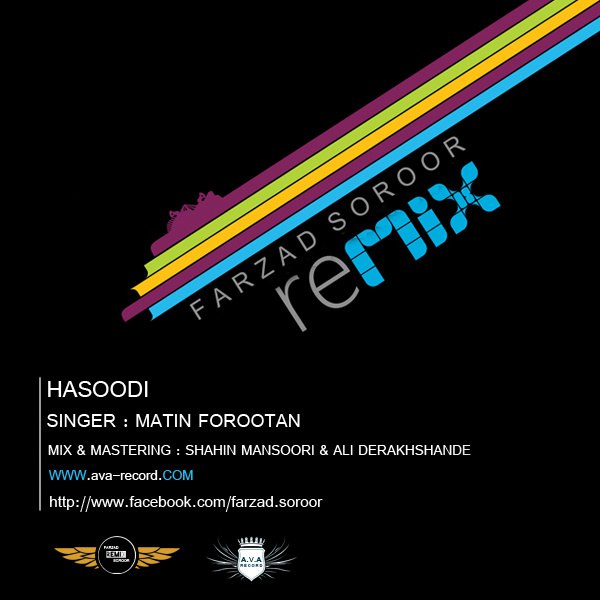 FARZAD SOROOR
remix
HASOODI
SINGER : MATIN FOROOTAN
MIX & MASTERING : SHAHIN MANSOORI & ALI DERAKHSHANDE
WWW.ava-record.COM
http://www.facebook.com/farzad.soroor
FARZAD
REMIX
SOROOR
A.V.A
RECORD